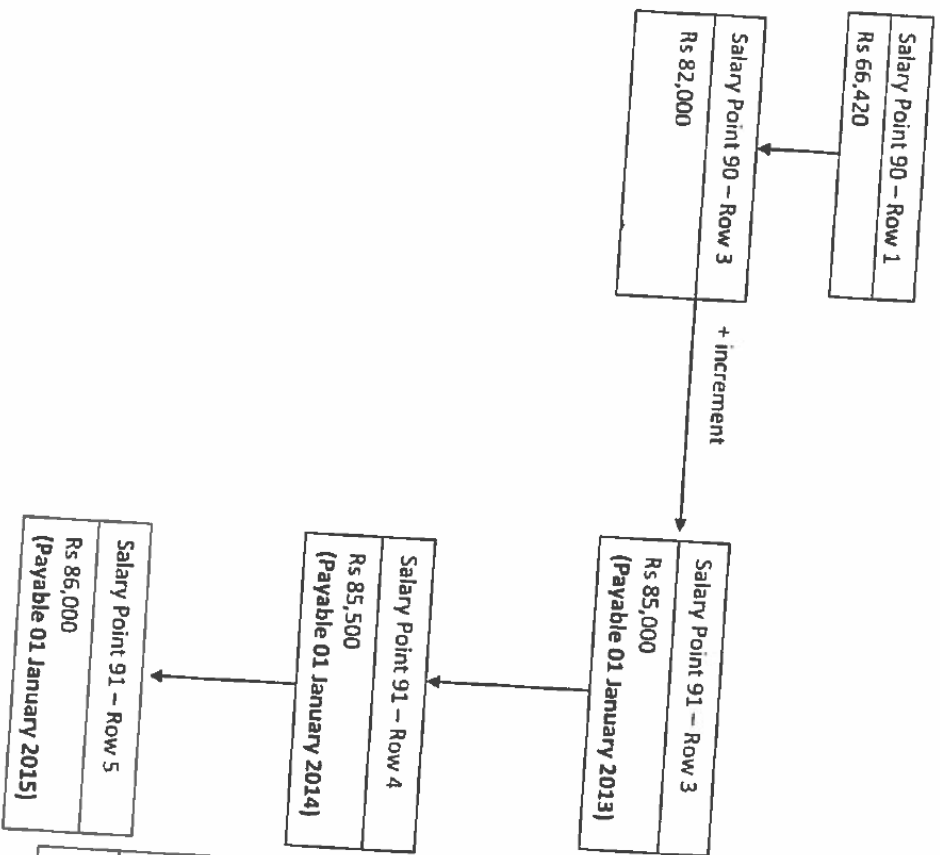 Salary Point 90 – Row 1
Rs 66,420
Salary Point 90 – Row 3
Rs 82,000
+ increment
Salary Point 91 – Row 3
Rs 85,000
(Payable 01 January 2013)
Salary Point 91 – Row 4
Rs 85,500
(Payable 01 January 2014)
Salary Point 91 – Row 5
Rs 86,000
(Payable 01 January 2015)